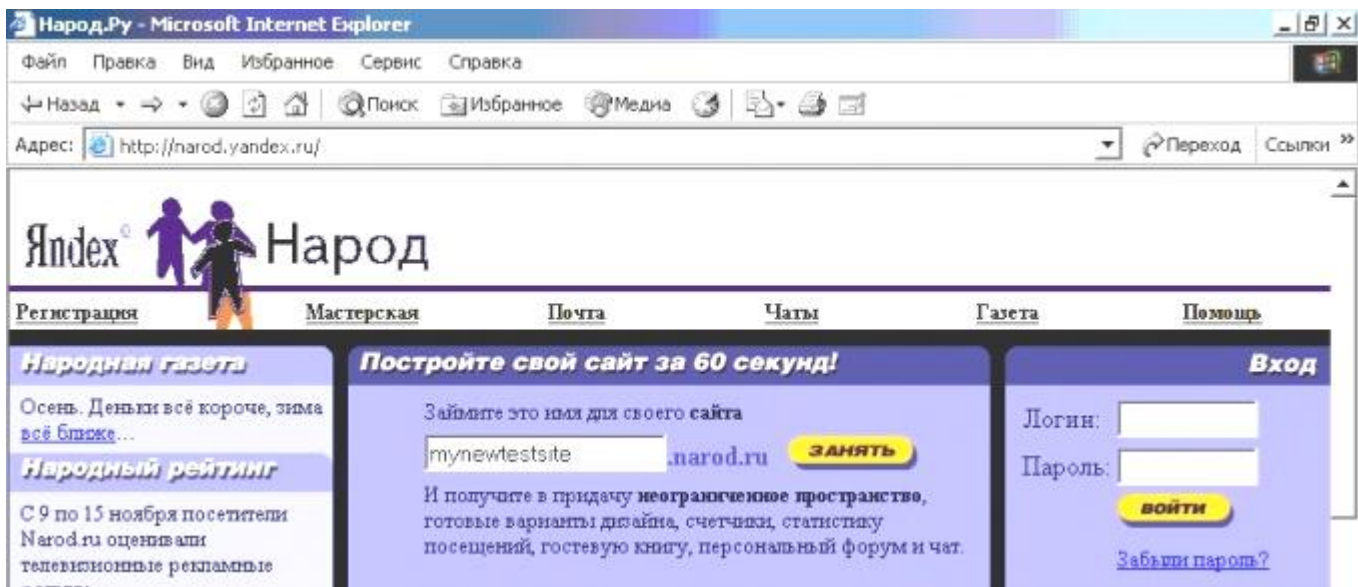 Народ.Ру - Microsoft Internet Explorer
Файл Правка Вид Избранное Сервис Справка
Назад Поиск Избранное Медиа
Адрес: http://narod.yandex.ru/ Переход Ссылки »
Яndex Народ
Регистрация Мастерская Почта Чаты Газета Помощь
Народная газета
Осень. Деньки всё короче, зима
всё ближе...
Народный рейтинг
С 9 по 15 ноября посетители
Narod.ru оценивали
телевизионные рекламные
Постройте свой сайт за 60 секунд!
Займите это имя для своего сайта
mynewtestsite .narod.ru ЗАНЯТЬ
И получите в придачу неограниченное пространство,
готовые варианты дизайна, счетчики, статистику
посещений, гостевую книгу, персональный форум и чат.
Вход
Логин:
Пароль:
ВОЙТИ
Забыли пароль?